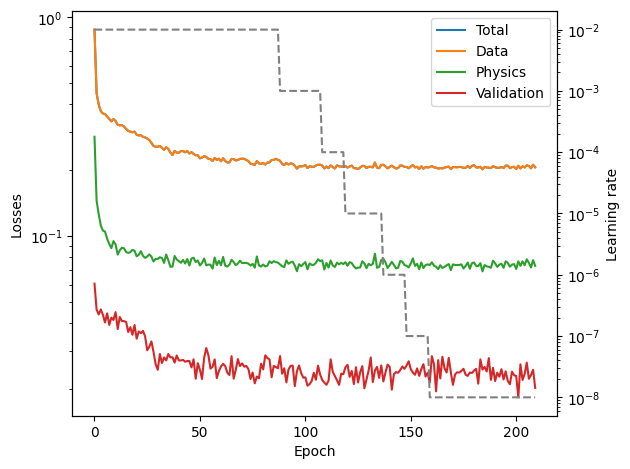 10⁰
10⁻¹
Losses
0
50
100
150
200
Epoch
10⁻²
10⁻³
10⁻⁴
10⁻⁵
10⁻⁶
10⁻⁷
10⁻⁸
Learning rate
Total
Data
Physics
Validation